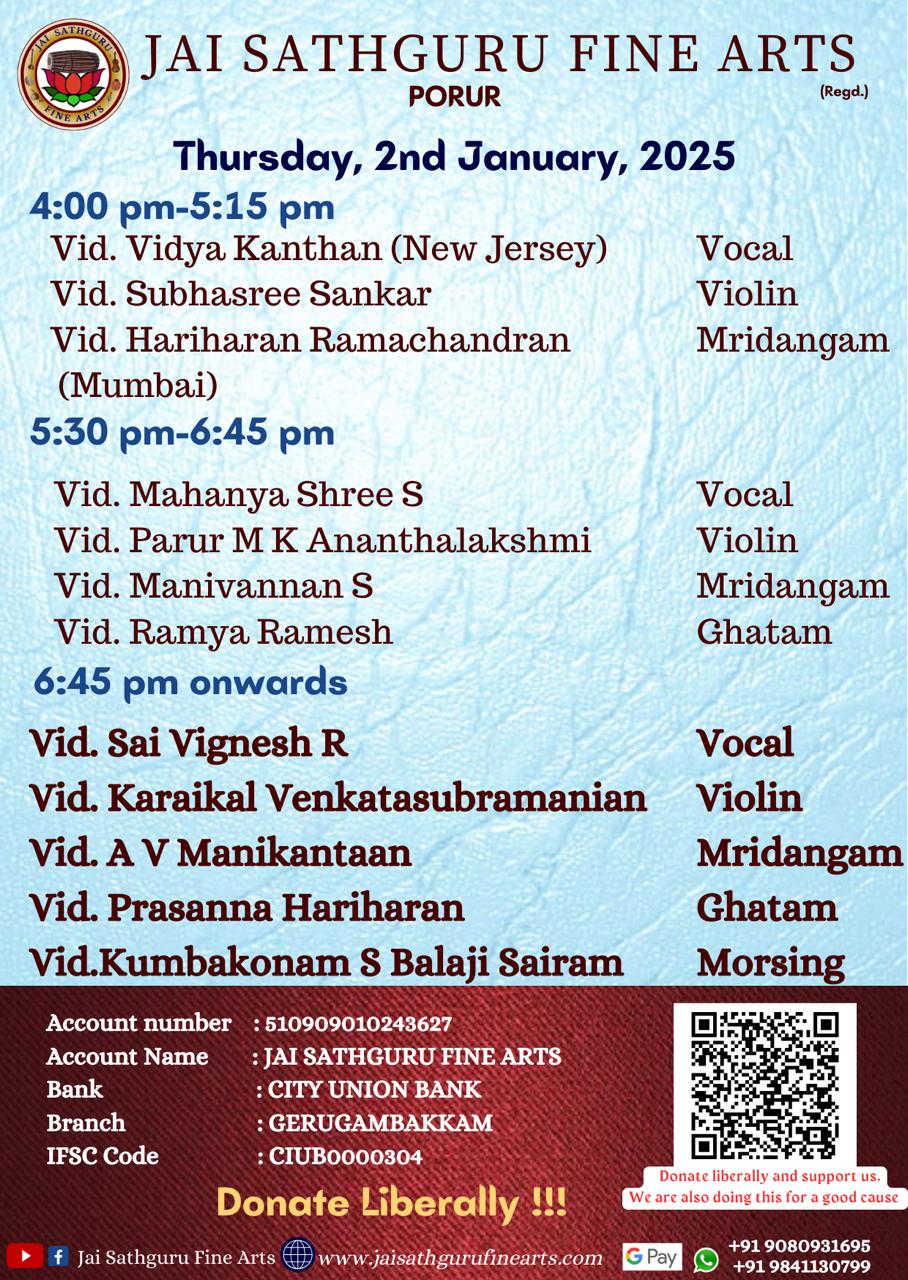 JAI SATHGURU FINE ARTS
JAI SATHGURU FINE ARTS
PORUR
(Regd.)
Thursday, 2nd January, 2025
4:00 pm-5:15 pm
Vid. Vidya Kanthan (New Jersey) Vocal
Vid. Subhasree Sankar Violin
Vid. Hariharan Ramachandran Mridangam
(Mumbai)
5:30 pm-6:45 pm
Vid. Mahanya Shree S Vocal
Vid. Parur M K Ananthalakshmi Violin
Vid. Manivannan S Mridangam
Vid. Ramya Ramesh Ghatam
6:45 pm onwards
Vid. Sai Vignesh R Vocal
Vid. Karaikal Venkatasubramanian Violin
Vid. A V Manikantaan Mridangam
Vid. Prasanna Hariharan Ghatam
Vid.Kumbakonam S Balaji Sairam Morsing
Account number : 510909010243627
Account Name : JAI SATHGURU FINE ARTS
Bank : CITY UNION BANK
Branch : GERUGAMBAKKAM
IFSC Code : CIUB0000304
Donate liberally and support us.
We are also doing this for a good cause
Donate Liberally !!!
Jai Sathguru Fine Arts www.jaisathgurufinearts.com G Pay +91 9080931695
+91 9841130799